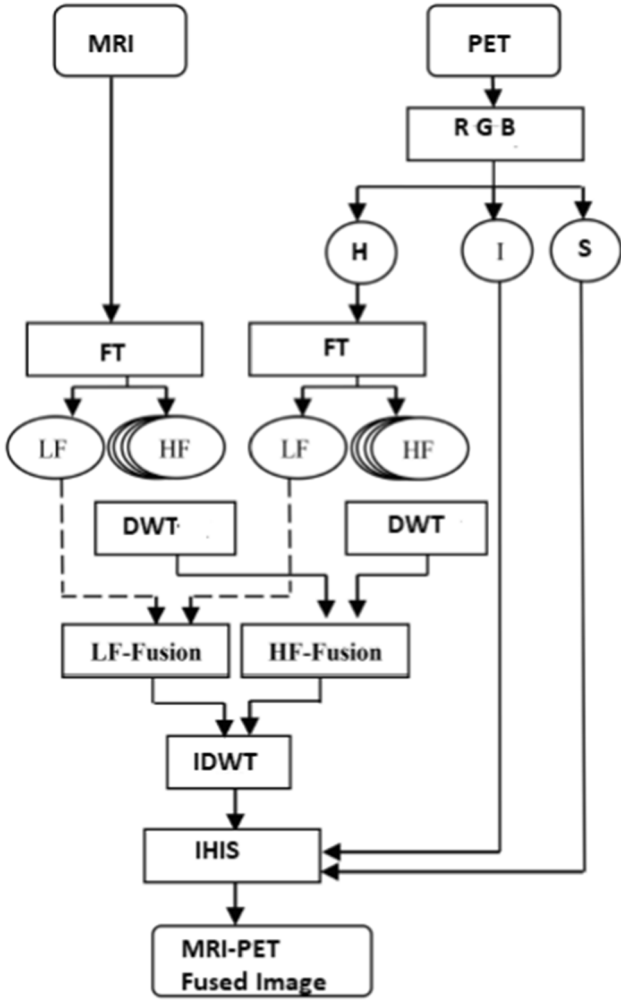 MRI
PET
R G B
H
I
S
FT
FT
LF
HF
LF
HF
DWT
DWT
LF-Fusion
HF-Fusion
IDWT
IHIS
MRI-PET
Fused Image